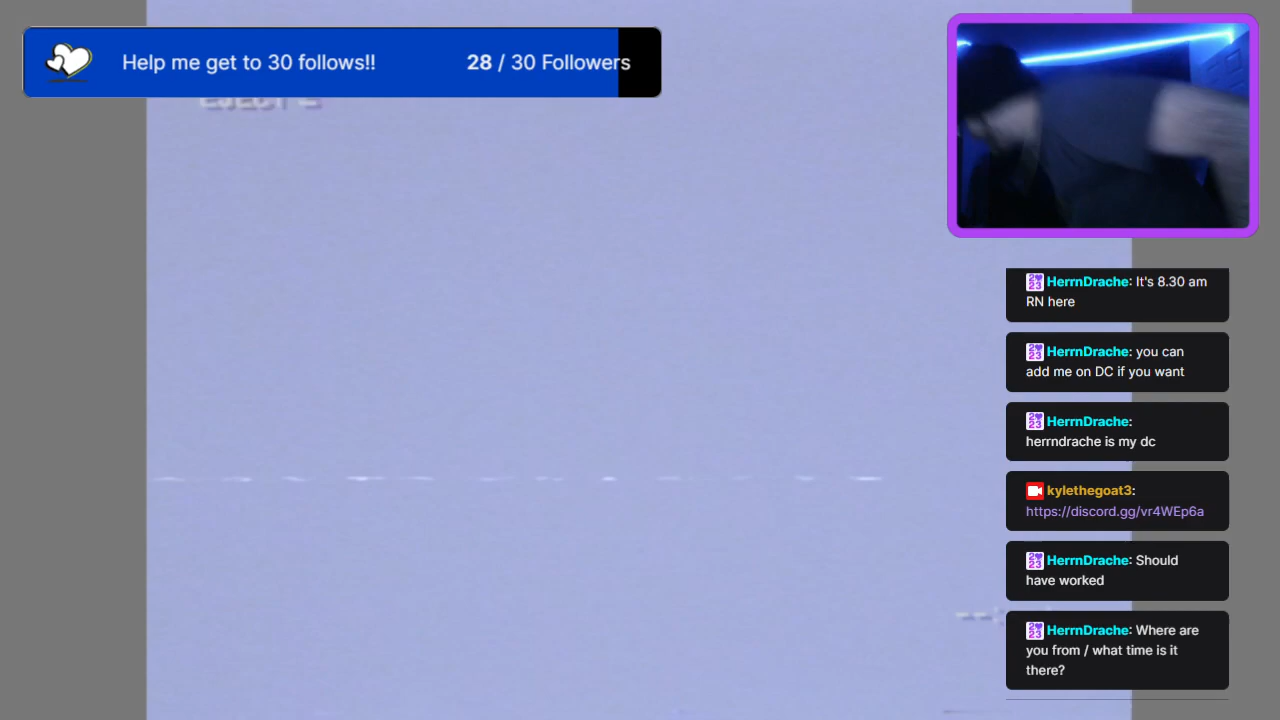 Help me get to 30 follows!! 28 / 30 Followers
EJECT
HerrnDrache: It's 8.30 am
RN here
HerrnDrache: you can
add me on DC if you want
HerrnDrache:
herrndrache is my dc
kylethegoat3:
https://discord.gg/vr4WEp6a
HerrnDrache: Should
have worked
HerrnDrache: Where are
you from / what time is it
there?